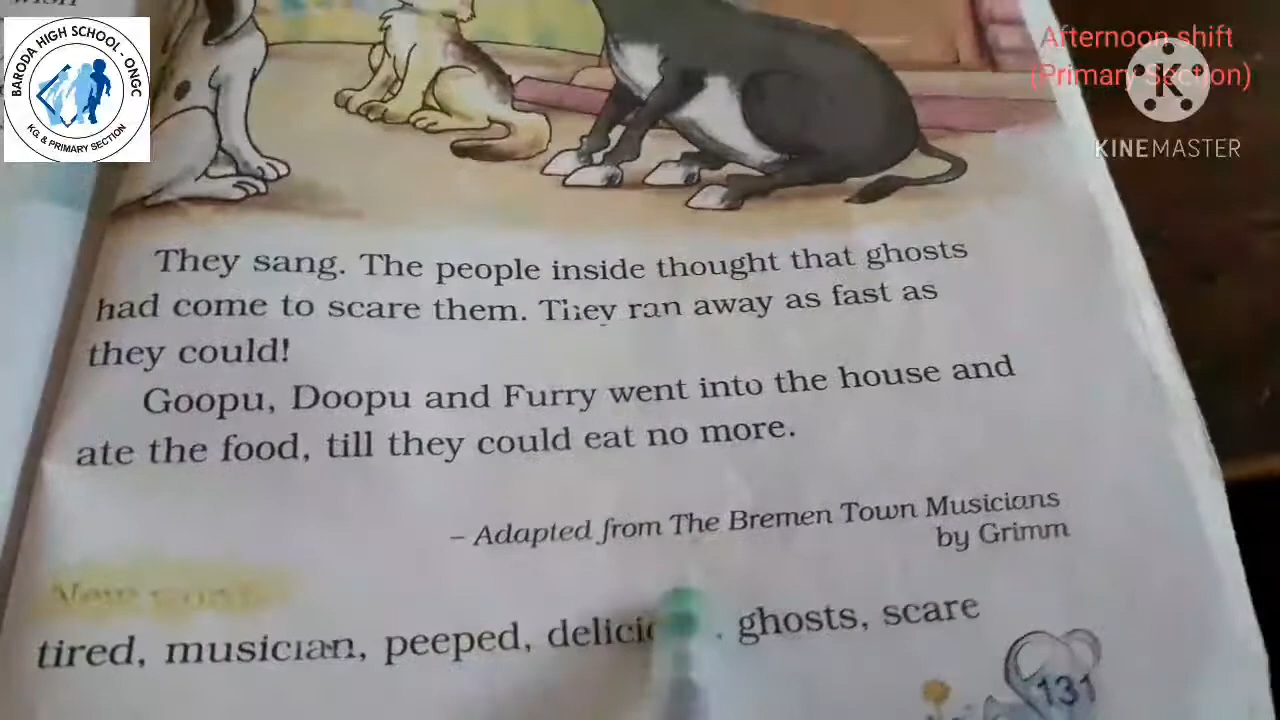 BARODA HIGH SCHOOL - ONGC
KG & PRIMARY SECTION
Afternoon shift
(Primary Section)
K
KINEMASTER
They sang. The people inside thought that ghosts
had come to scare them. They ran away as fast as
they could!
Goopu, Doopu and Furry went into the house and
ate the food, till they could eat no more.
– Adapted from The Bremen Town Musicians
by Grimm
tired, musician, peeped, ghosts, scare
131